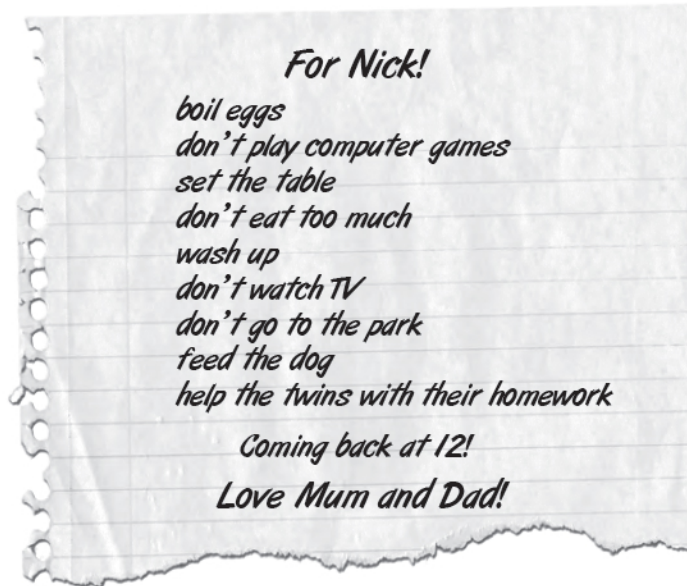 For Nick!
boil eggs
don't play computer games
set the table
don't eat too much
wash up
don't watch TV
don't go to the park
feed the dog
help the twins with their homework
Coming back at 12!
Love Mum and Dad!